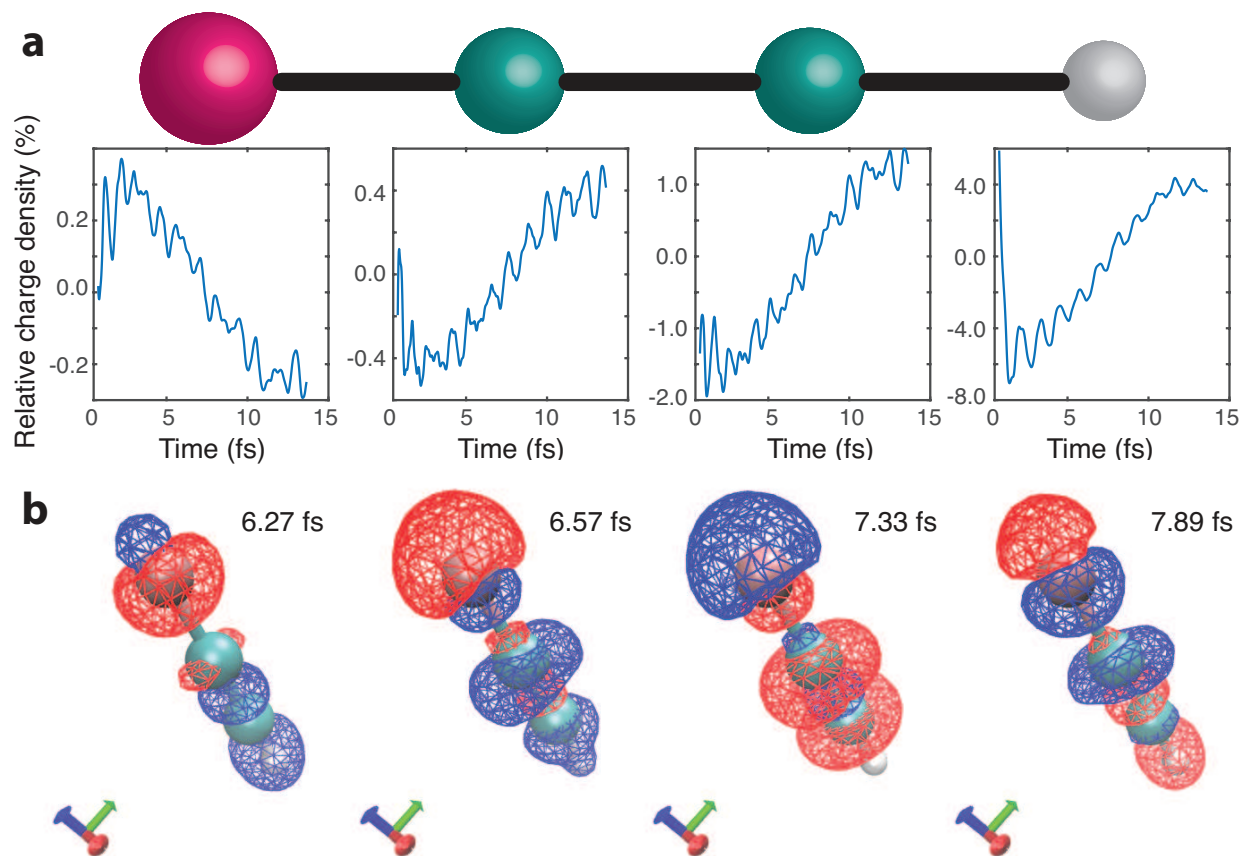 a
Relative charge density (%)
0.2
0.0
-0.2
0 5 10 15
Time (fs)
0.4
0.0
-0.4
0 5 10 15
Time (fs)
1.0
0.0
-1.0
-2.0
0 5 10 15
Time (fs)
4.0
0.0
-4.0
-8.0
0 5 10 15
Time (fs)
b
6.27 fs
6.57 fs
7.33 fs
7.89 fs